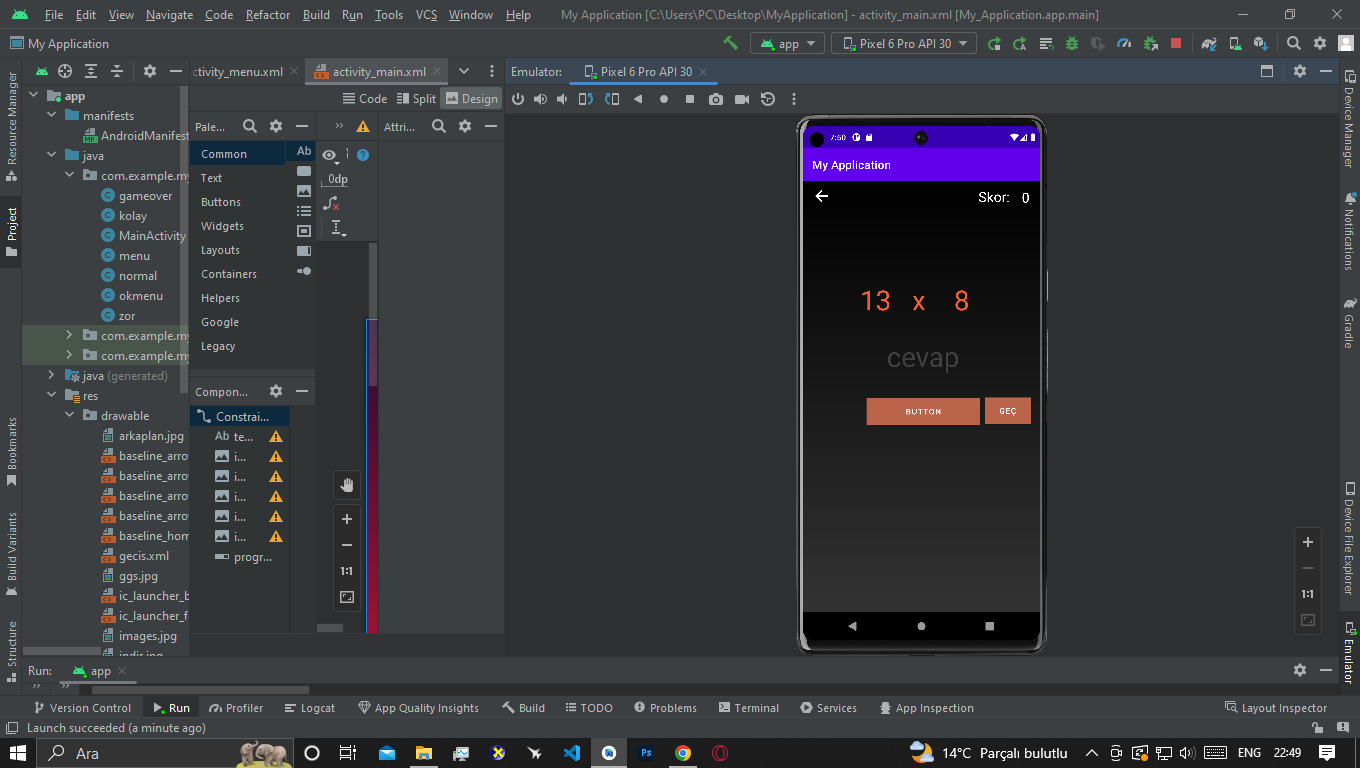 File Edit View Navigate Code Refactor Build Run Tools VCS Window Help My Application [C:\Users\PC\Desktop\MyApplication] - activity_main.xml [My_Application.app.main]
My Application app Pixel 6 Pro API 30
ctivity_menu.xml activity_main.xml Emulator: Pixel 6 Pro API 30
Code Split Design
Resource Manager
Project
Bookmarks
Build Variants
Structure
app
manifests
AndroidManifest
java
com.example.my
gameover
kolay
MainActivity
menu
normal
okmenu
zor
com.example.my
com.example.my
java (generated)
res
drawable
arkaplan.jpg
baseline_arro
baseline_arro
baseline_arro
baseline_arro
baseline_hom
gecis.xml
ggs.jpg
ic_launcher_b
ic_launcher_f
images.jpg
indir.jpg
Pale... Attri...
Common
Text
Buttons
Widgets
Layouts
Containers
Helpers
Google
Legacy
Ab
0dp
Compon...
Constrai...
Ab te...
i...
i...
i...
i...
i...
progr...
1:1
7:50
My Application
Skor: 0
13 x 8
cevap
BUTTON GEÇ
1:1
Device Manager
Notifications
Gradle
Device File Explorer
Emulator
Run: app
Version Control Run Profiler Logcat App Quality Insights Build TODO Problems Terminal Services App Inspection Layout Inspector
Launch succeeded (a minute ago)
Ara Ps 14°C Parçalı bulutlu ENG 22:49